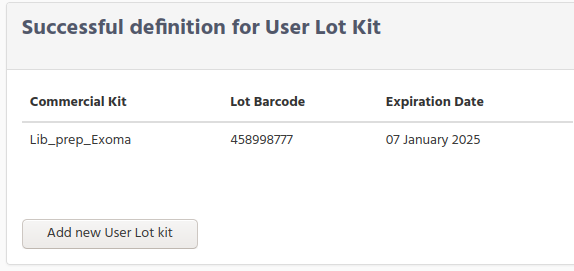 Successful definition for User Lot Kit
Commercial Kit Lot Barcode Expiration Date
Lib_prep_Exoma 458998777 07 January 2025
Add new User Lot kit